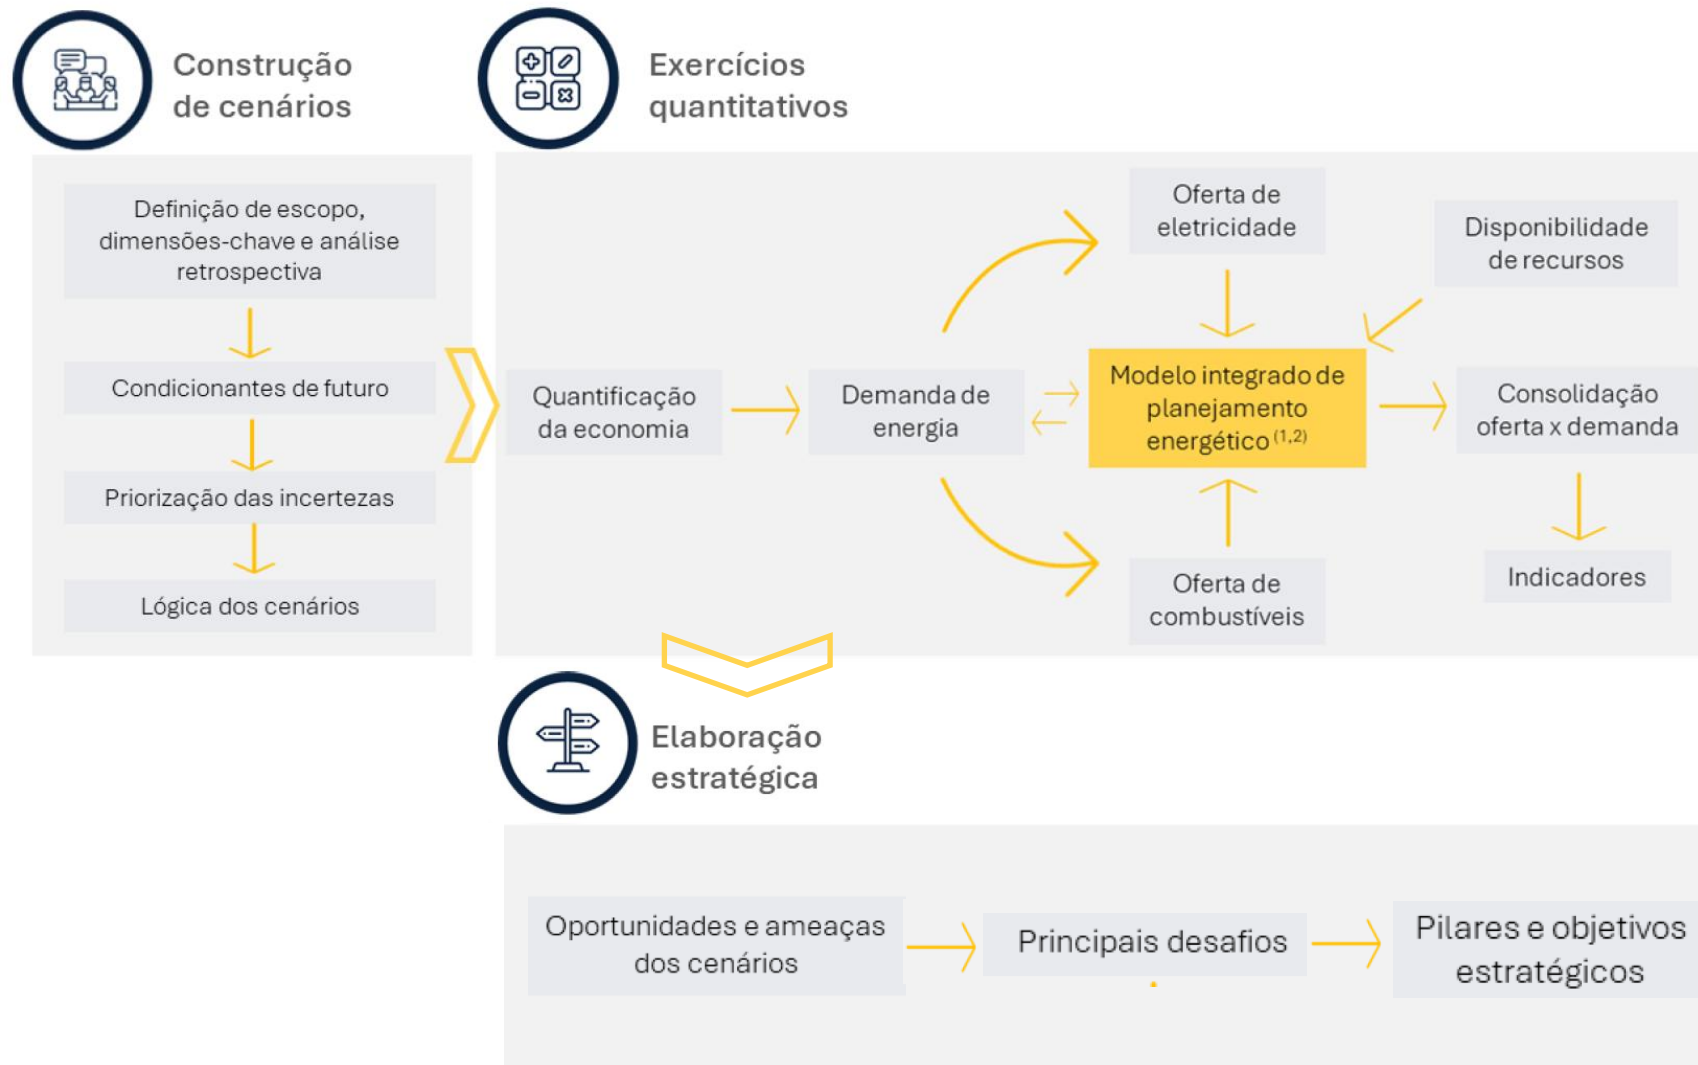 Construção
de cenários
Definição de escopo,
dimensões-chave e análise
retrospectiva
Condicionantes de futuro
Priorização das incertezas
Lógica dos cenários
Exercícios
quantitativos
Quantificação
da economia
Demanda de
energia
Oferta de
eletricidade
Disponibilidade
de recursos
Modelo integrado de
planejamento
energético (1,2)
Consolidação
oferta x demanda
Oferta de
combustíveis
Indicadores
Elaboração
estratégica
Oportunidades e ameaças
dos cenários
Principais desafios
Pilares e objetivos
estratégicos